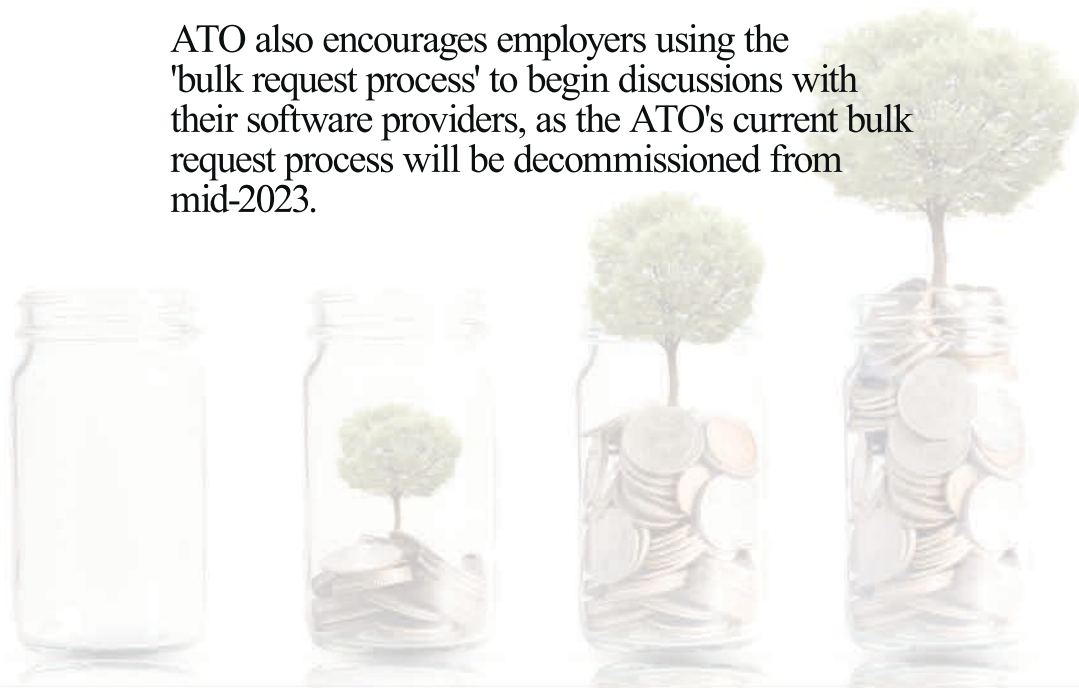 ATO also encourages employers using the
'bulk request process' to begin discussions with
their software providers, as the ATO's current bulk
request process will be decommissioned from
mid-2023.